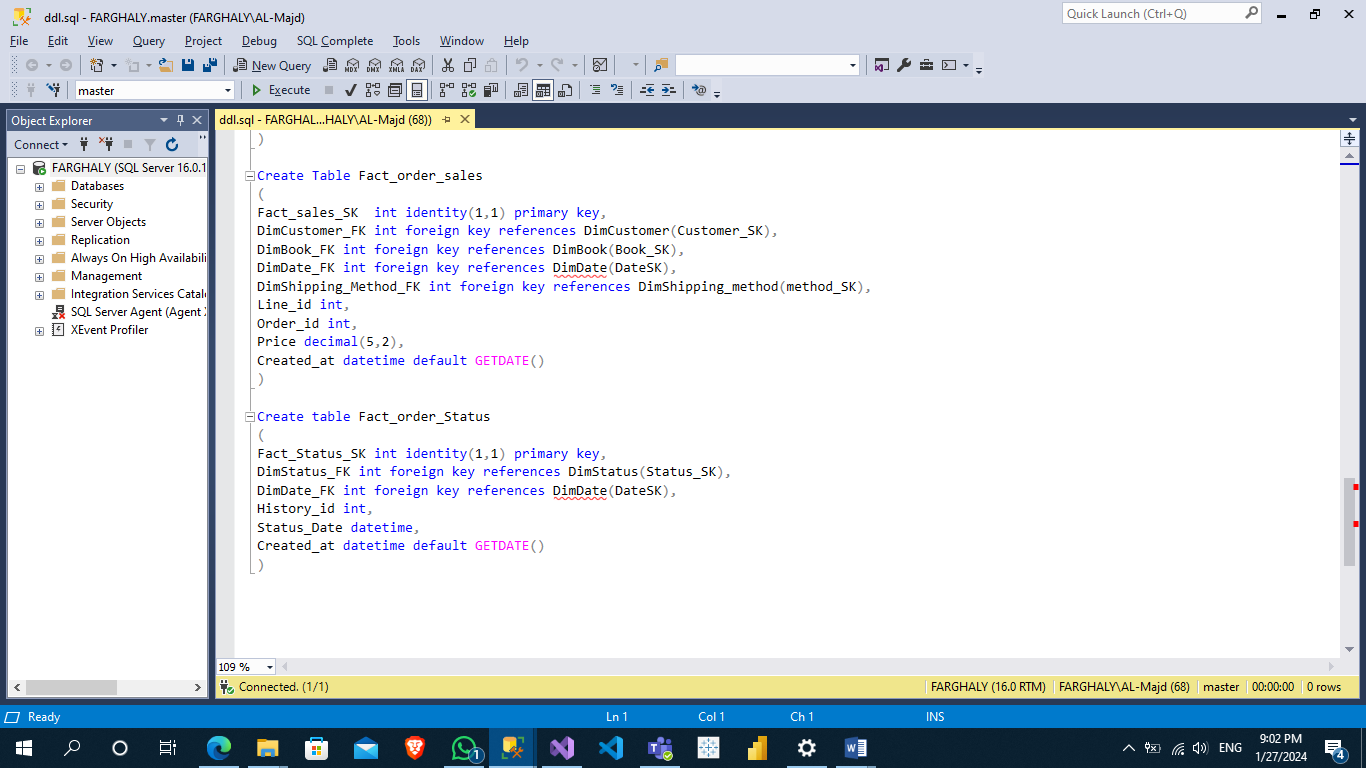 ddl.sql - FARGHALY.master (FARGHALY\AL-Majd)
Quick Launch (Ctrl+Q)
File Edit View Query Project Debug SQL Complete Tools Window Help
New Query MDX DMX XMLA DAX
master Execute
Object Explorer
ddl.sql - FARGHAL...HALY\AL-Majd (68))
Connect
FARGHALY (SQL Server 16.0.1
Databases
Security
Server Objects
Replication
Always On High Availabili
Management
Integration Services Catal
SQL Server Agent (Agent X
XEvent Profiler
)
Create Table Fact_order_sales
(
Fact_sales_SK  int identity(1,1) primary key,
DimCustomer_FK int foreign key references DimCustomer(Customer_SK),
DimBook_FK int foreign key references DimBook(Book_SK),
DimDate_FK int foreign key references DimDate(DateSK),
DimShipping_Method_FK int foreign key references DimShipping_method(method_SK),
Line_id int,
Order_id int,
Price decimal(5,2),
Created_at datetime default GETDATE()
)
Create table Fact_order_Status
(
Fact_Status_SK int identity(1,1) primary key,
DimStatus_FK int foreign key references DimStatus(Status_SK),
DimDate_FK int foreign key references DimDate(DateSK),
History_id int,
Status_Date datetime,
Created_at datetime default GETDATE()
)
109 %
Connected. (1/1) FARGHALY (16.0 RTM) FARGHALY\AL-Majd (68) master 00:00:00 0 rows
Ready Ln 1 Col 1 Ch 1 INS
1 ENG 9:02 PM
1/27/2024 4